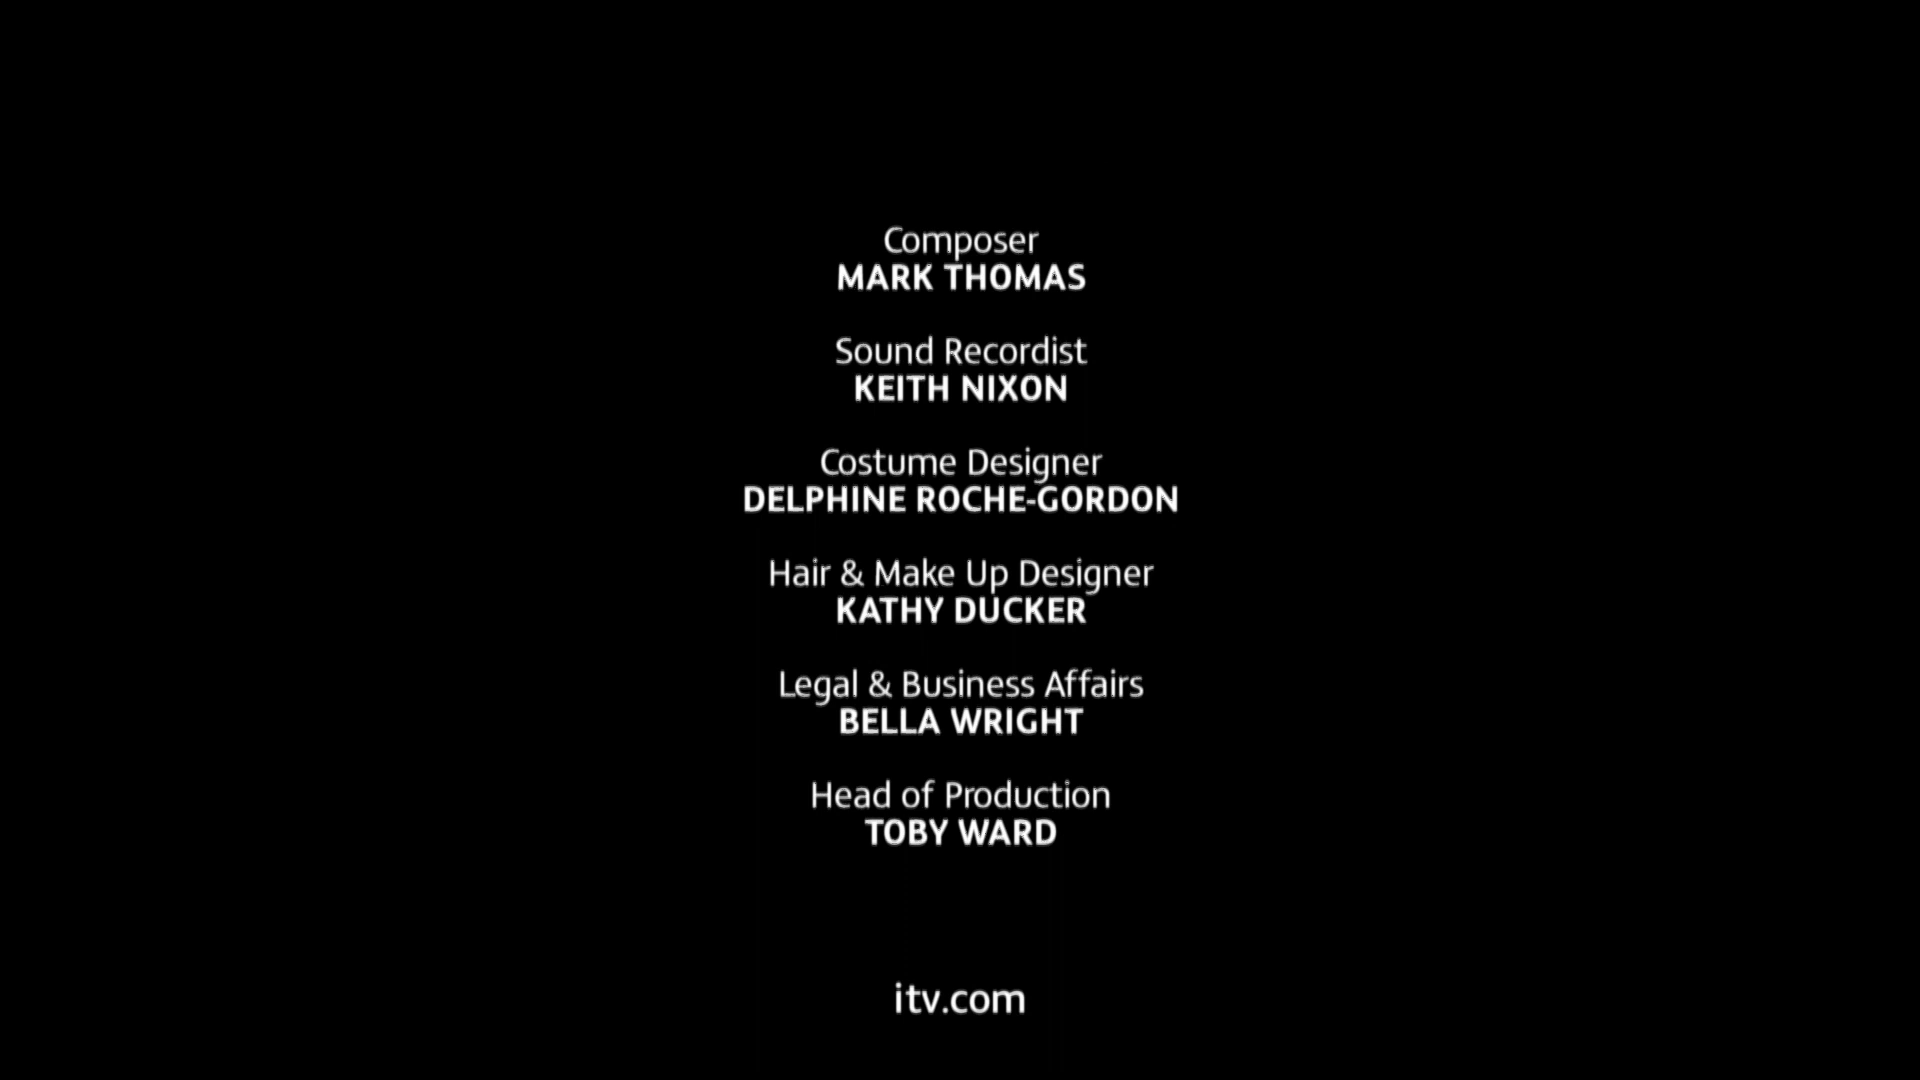 Composer
MARK THOMAS
Sound Recordist
KEITH NIXON
Costume Designer
DELPHINE ROCHE-GORDON
Hair & Make Up Designer
KATHY DUCKER
Legal & Business Affairs
BELLA WRIGHT
Head of Production
TOBY WARD
itv.com